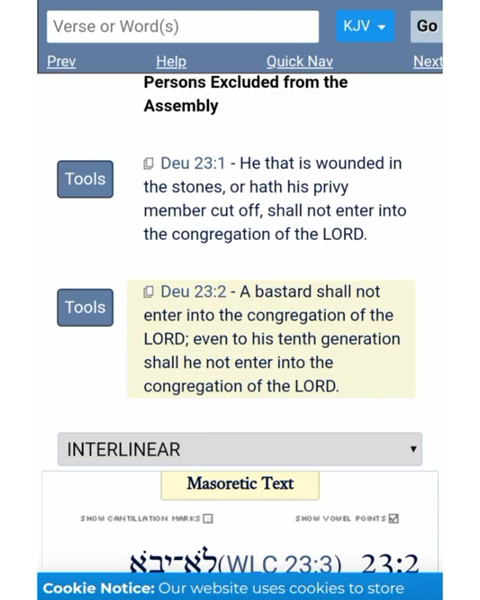 Verse or Word(s)
KJV
Go
Prev
Help
Quick Nav
Next
Persons Excluded from the
Assembly
Tools
Deu 23:1 - He that is wounded in
the stones, or hath his privy
member cut off, shall not enter into
the congregation of the LORD.
Tools
Deu 23:2 - A bastard shall not
enter into the congregation of the
LORD; even to his tenth generation
shall he not enter into the
congregation of the LORD.
INTERLINEAR
Masoretic Text
SHOW CANTILLATION MARKS
SHOW VOWEL POINTS
23:2 (WLC 23:3) לֹא־יָבֹא
Cookie Notice: Our website uses cookies to store